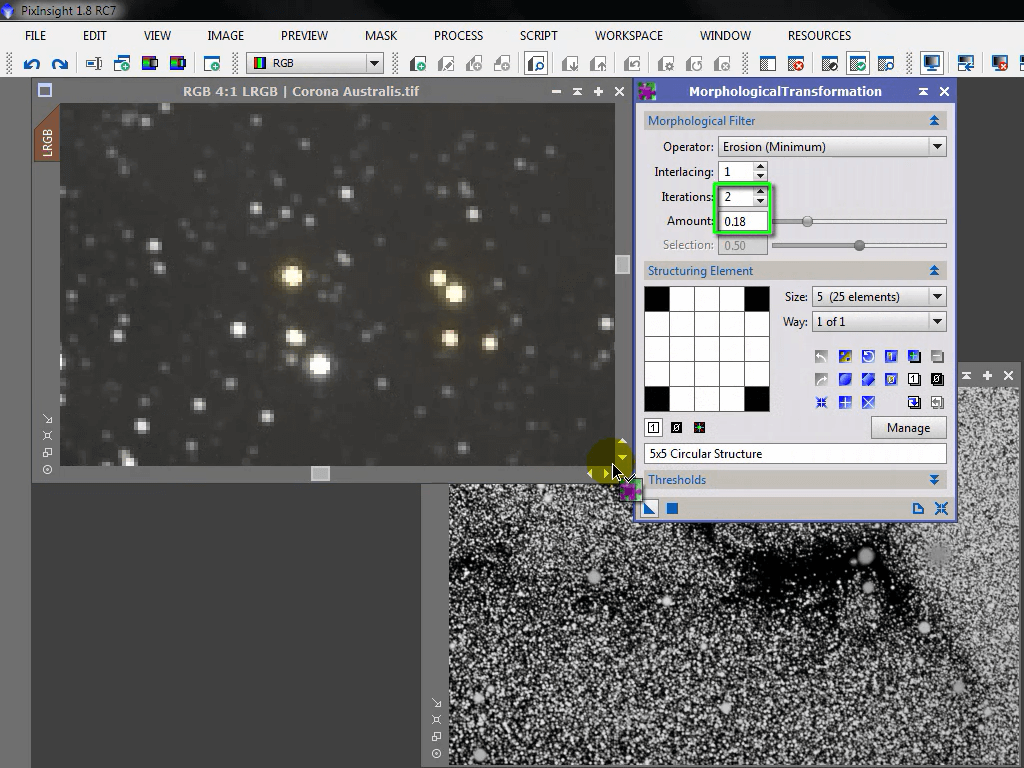 PixInsight 1.8 RC7
FILE EDIT VIEW IMAGE PREVIEW MASK PROCESS SCRIPT WORKSPACE WINDOW RESOURCES
RGB
RGB 4:1 LRGB | Corona Australis.tif
LRGB
MorphologicalTransformation
Morphological Filter
Operator: Erosion (Minimum)
Interlacing: 1
Iterations: 2
Amount: 0.18
Selection: 0.50
Structuring Element
Size: 5 (25 elements)
Way: 1 of 1
Manage
5x5 Circular Structure
Thresholds